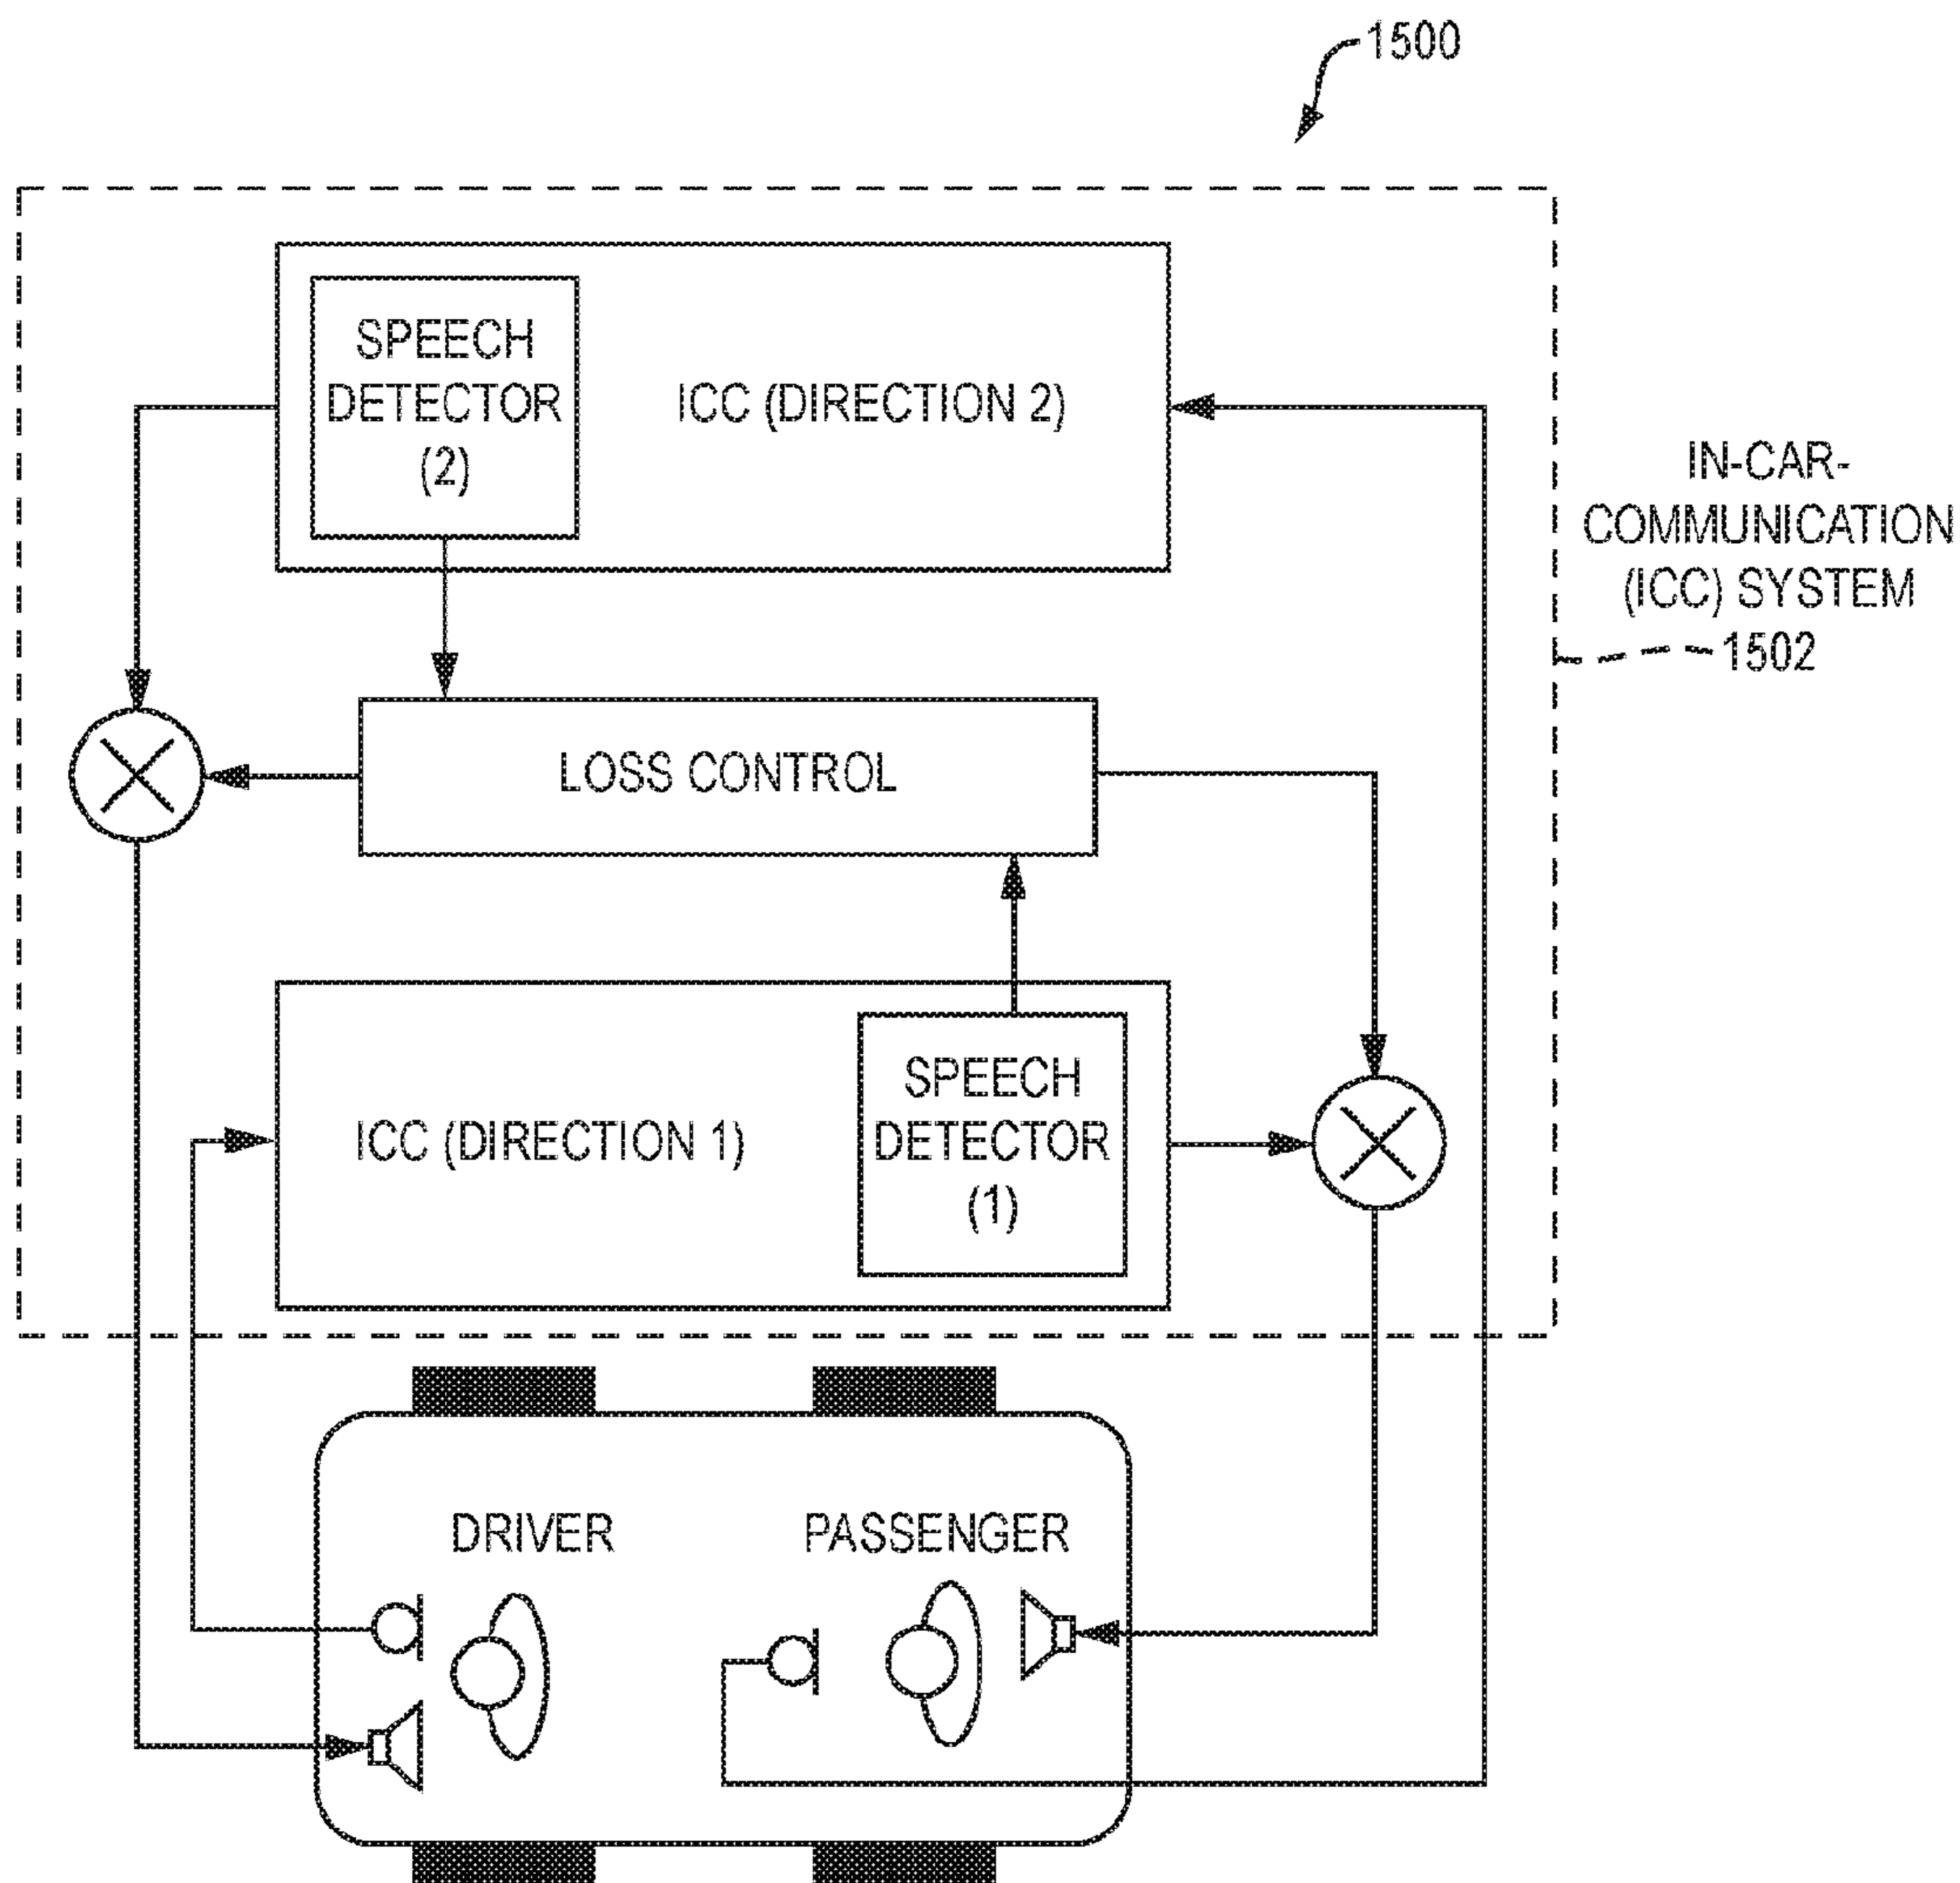 1500
SPEECH
DETECTOR
(2)
ICC (DIRECTION 2)
IN-CAR-
COMMUNICATION
(ICC) SYSTEM
1502
LOSS CONTROL
ICC (DIRECTION 1)
SPEECH
DETECTOR
(1)
DRIVER
PASSENGER